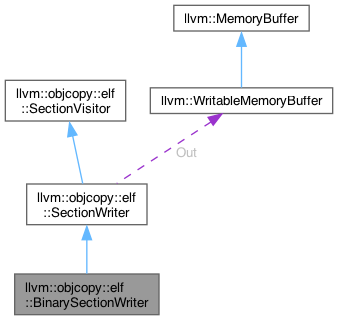 llvm::MemoryBuffer
llvm::objcopy::elf
::SectionVisitor
llvm::WritableMemoryBuffer
Out
llvm::objcopy::elf
::SectionWriter
llvm::objcopy::elf
::BinarySectionWriter